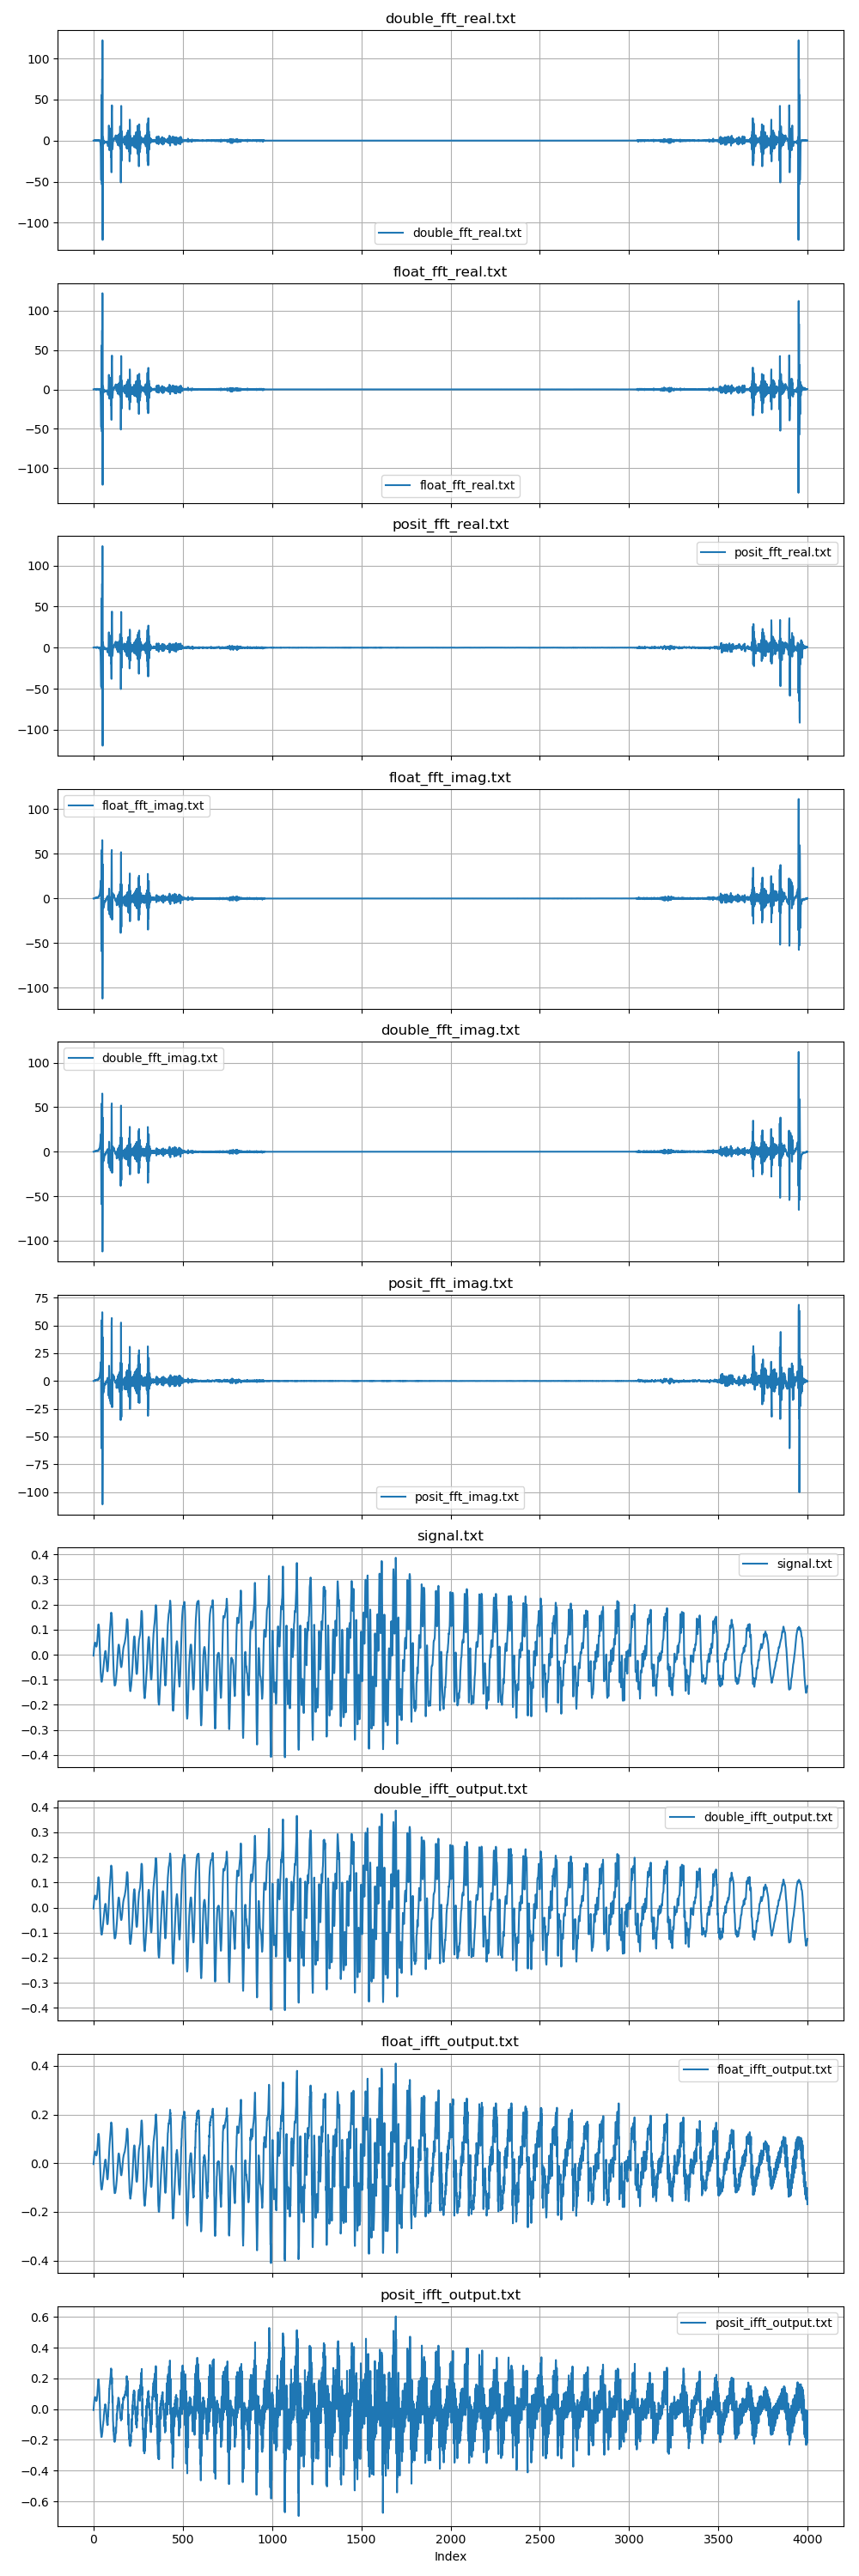 double_fft_real.txt
100
50
0
−50
−100
double_fft_real.txt
float_fft_real.txt
100
50
0
−50
−100
float_fft_real.txt
posit_fft_real.txt
100
50
0
−50
−100
posit_fft_real.txt
float_fft_imag.txt
100
50
0
−50
−100
float_fft_imag.txt
double_fft_imag.txt
100
50
0
−50
−100
double_fft_imag.txt
posit_fft_imag.txt
75
50
25
0
−25
−50
−75
−100
posit_fft_imag.txt
signal.txt
0.4
0.3
0.2
0.1
0.0
−0.1
−0.2
−0.3
−0.4
signal.txt
double_ifft_output.txt
0.4
0.3
0.2
0.1
0.0
−0.1
−0.2
−0.3
−0.4
double_ifft_output.txt
float_ifft_output.txt
0.4
0.2
0.0
−0.2
−0.4
float_ifft_output.txt
posit_ifft_output.txt
0.6
0.4
0.2
0.0
−0.2
−0.4
−0.6
posit_ifft_output.txt
0 500 1000 1500 2000 2500 3000 3500 4000
Index